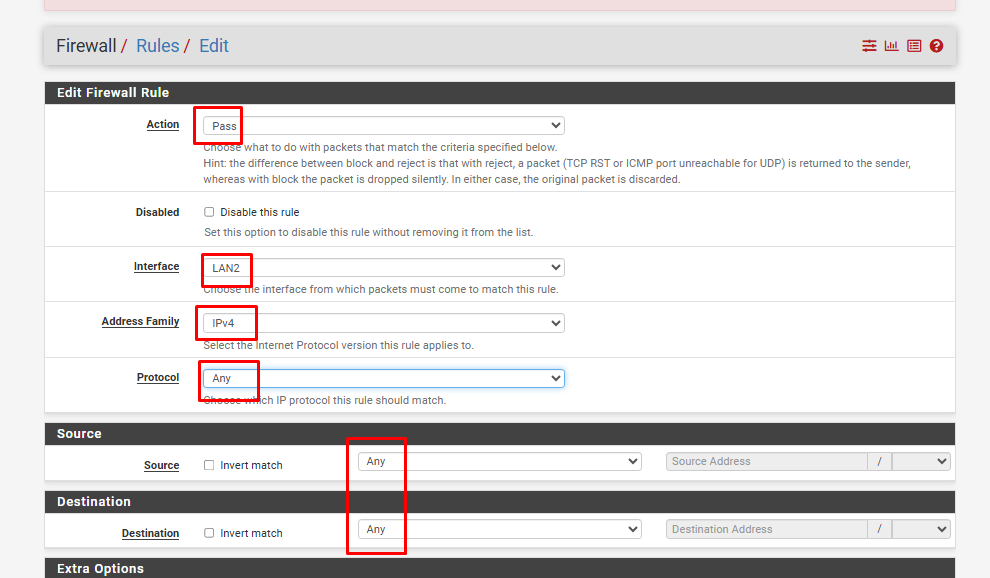 Firewall / Rules / Edit
Edit Firewall Rule
Action
Pass
Choose what to do with packets that match the criteria specified below.
Hint: the difference between block and reject is that with reject, a packet (TCP RST or ICMP port unreachable for UDP) is returned to the sender,
whereas with block the packet is dropped silently. In either case, the original packet is discarded.
Disabled
Disable this rule
Set this option to disable this rule without removing it from the list.
Interface
LAN2
Choose the interface from which packets must come to match this rule.
Address Family
IPv4
Select the Internet Protocol version this rule applies to.
Protocol
Any
Choose which IP protocol this rule should match.
Source
Source
Invert match
Any
Source Address
/
Destination
Destination
Invert match
Any
Destination Address
/
Extra Options